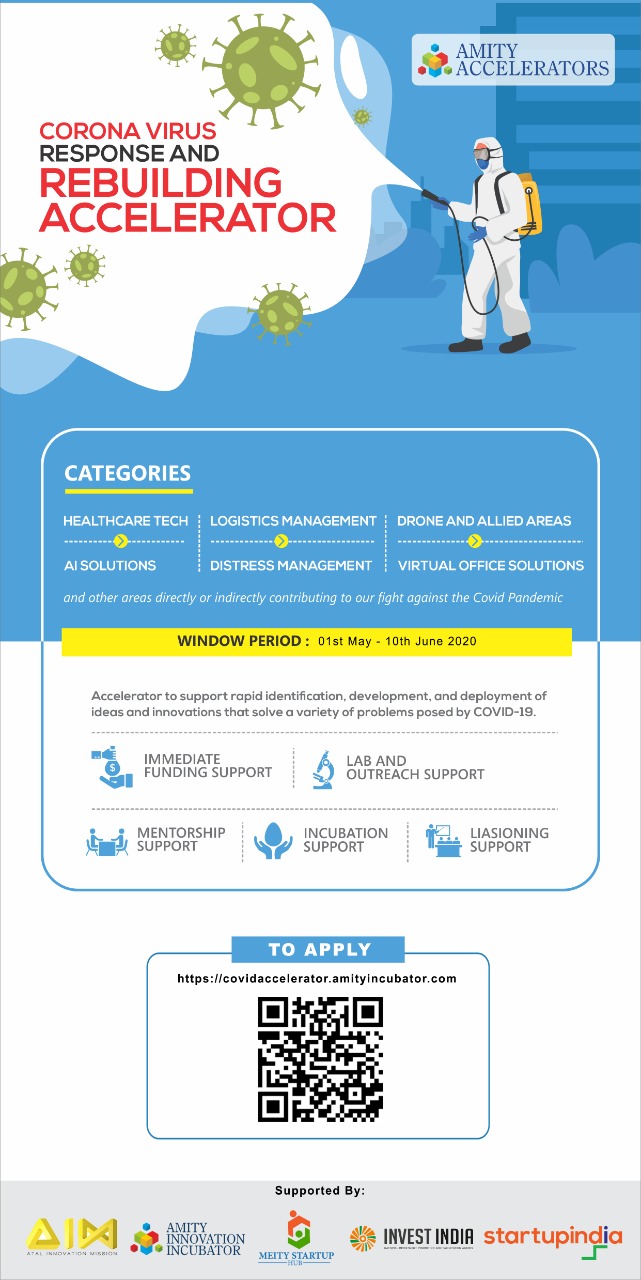 AMITY
ACCELERATORS
CORONA VIRUS
RESPONSE AND
REBUILDING
ACCELERATOR
CATEGORIES
HEALTHCARE TECH
LOGISTICS MANAGEMENT
DRONE AND ALLIED AREAS
AI SOLUTIONS
DISTRESS MANAGEMENT
VIRTUAL OFFICE SOLUTIONS
and other areas directly or indirectly contributing to our fight against the Covid Pandemic
WINDOW PERIOD : 01st May - 10th June 2020
Accelerator to support rapid identification, development, and deployment of
ideas and innovations that solve a variety of problems posed by COVID-19.
IMMEDIATE
FUNDING SUPPORT
LAB AND
OUTREACH SUPPORT
MENTORSHIP
SUPPORT
INCUBATION
SUPPORT
LIASIONING
SUPPORT
TO APPLY
https://covidaccelerator.amityincubator.com
Supported By:
AIM
ATAL INNOVATION MISSION
AMITY
INNOVATION
INCUBATOR
MEITY STARTUP
HUB
INVEST INDIA
startupindia